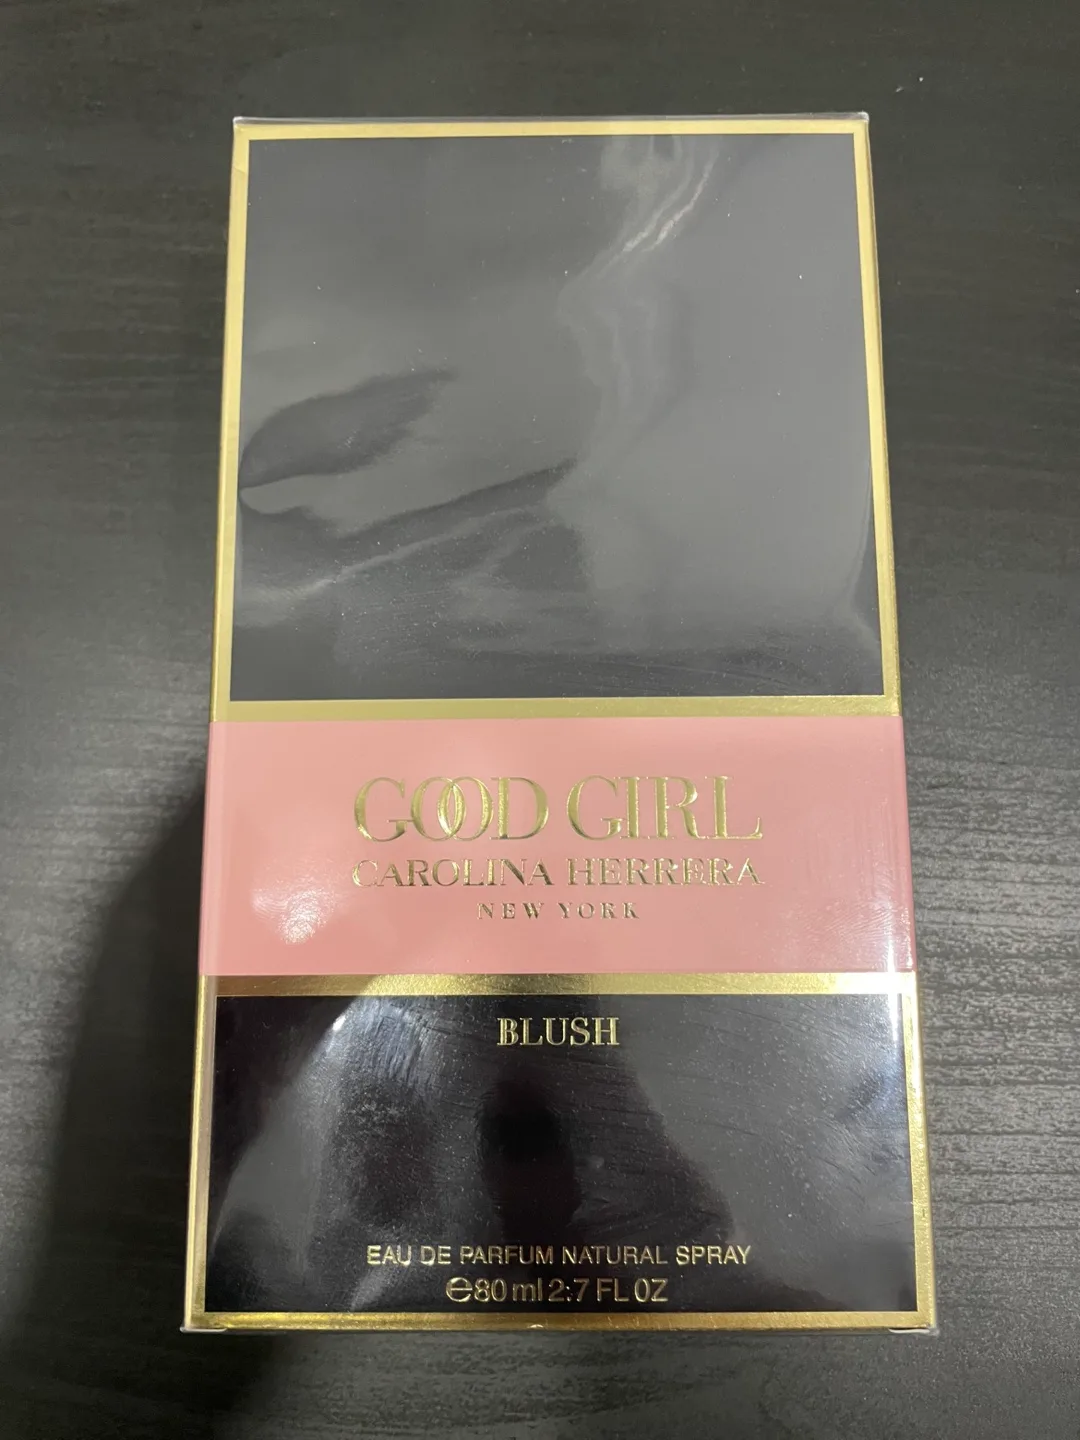 GOOD GIRL
CAROLINA HERRERA
NEW YORK
BLUSH
EAU DE PARFUM NATURAL SPRAY
℮80 ml 2.7 FL OZ